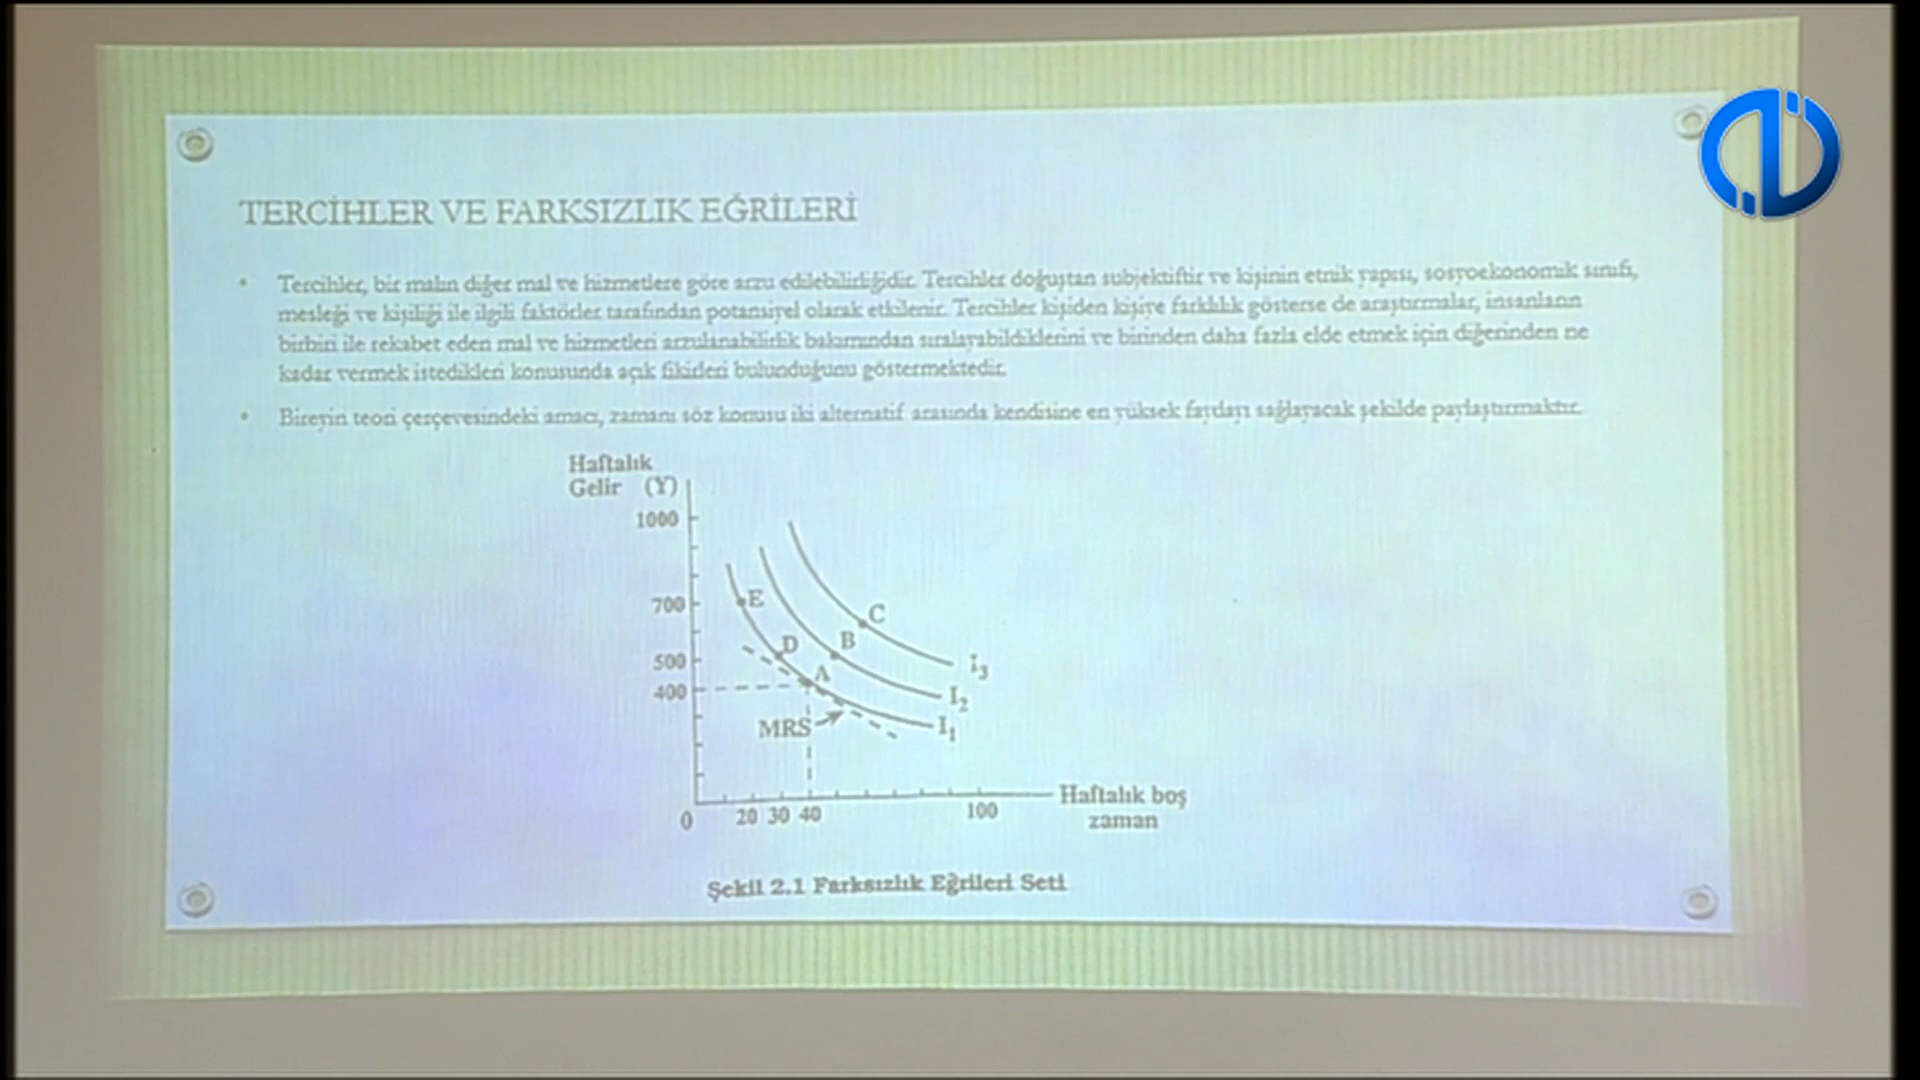 TERCİHLER VE FARKSIZLIK EĞRİLERİ
• Tercihler, bir malın diğer mal ve hizmetlere göre arzu edilebilirliğidir. Tercihler doğuştan subjektiftir ve kişinin etnik yapısı, sosyoekonomik sınıfı,
mesleği ve kişiliği ile ilgili faktörler tarafından potansiyel olarak etkilenir. Tercihler kişiden kişiye farklılık gösterse de araştırmalar, insanların
birbiri ile rekabet eden mal ve hizmetleri arzulanabilirlik bakımından sıralayabildiklerini ve birinden daha fazla elde etmek için diğerinden ne
kadar vermek istedikleri konusunda açık fikirleri bulunduğunu göstermektedir.
• Bireyin teori çerçevesindeki amacı, zamanı söz konusu iki alternatif arasında kendisine en yüksek faydayı sağlayacak şekilde paylaştırmaktır.
Haftalık
Gelir (Y)
1000
700
500
400
E
D
A
B
C
İ3
I2
I1
MRS
0
20 30 40
100
Haftalık boş
zaman
Şekil 2.1 Farksızlık Eğrileri Seti